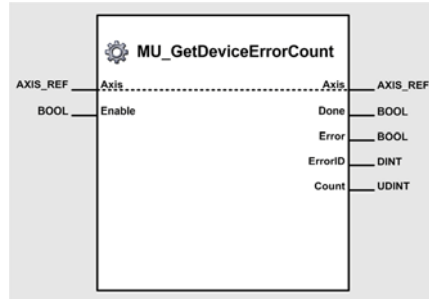 MU_GetDeviceErrorCount
AXIS_REF Axis Axis AXIS_REF
BOOL Enable Done BOOL
Error BOOL
ErrorID DINT
Count UDINT